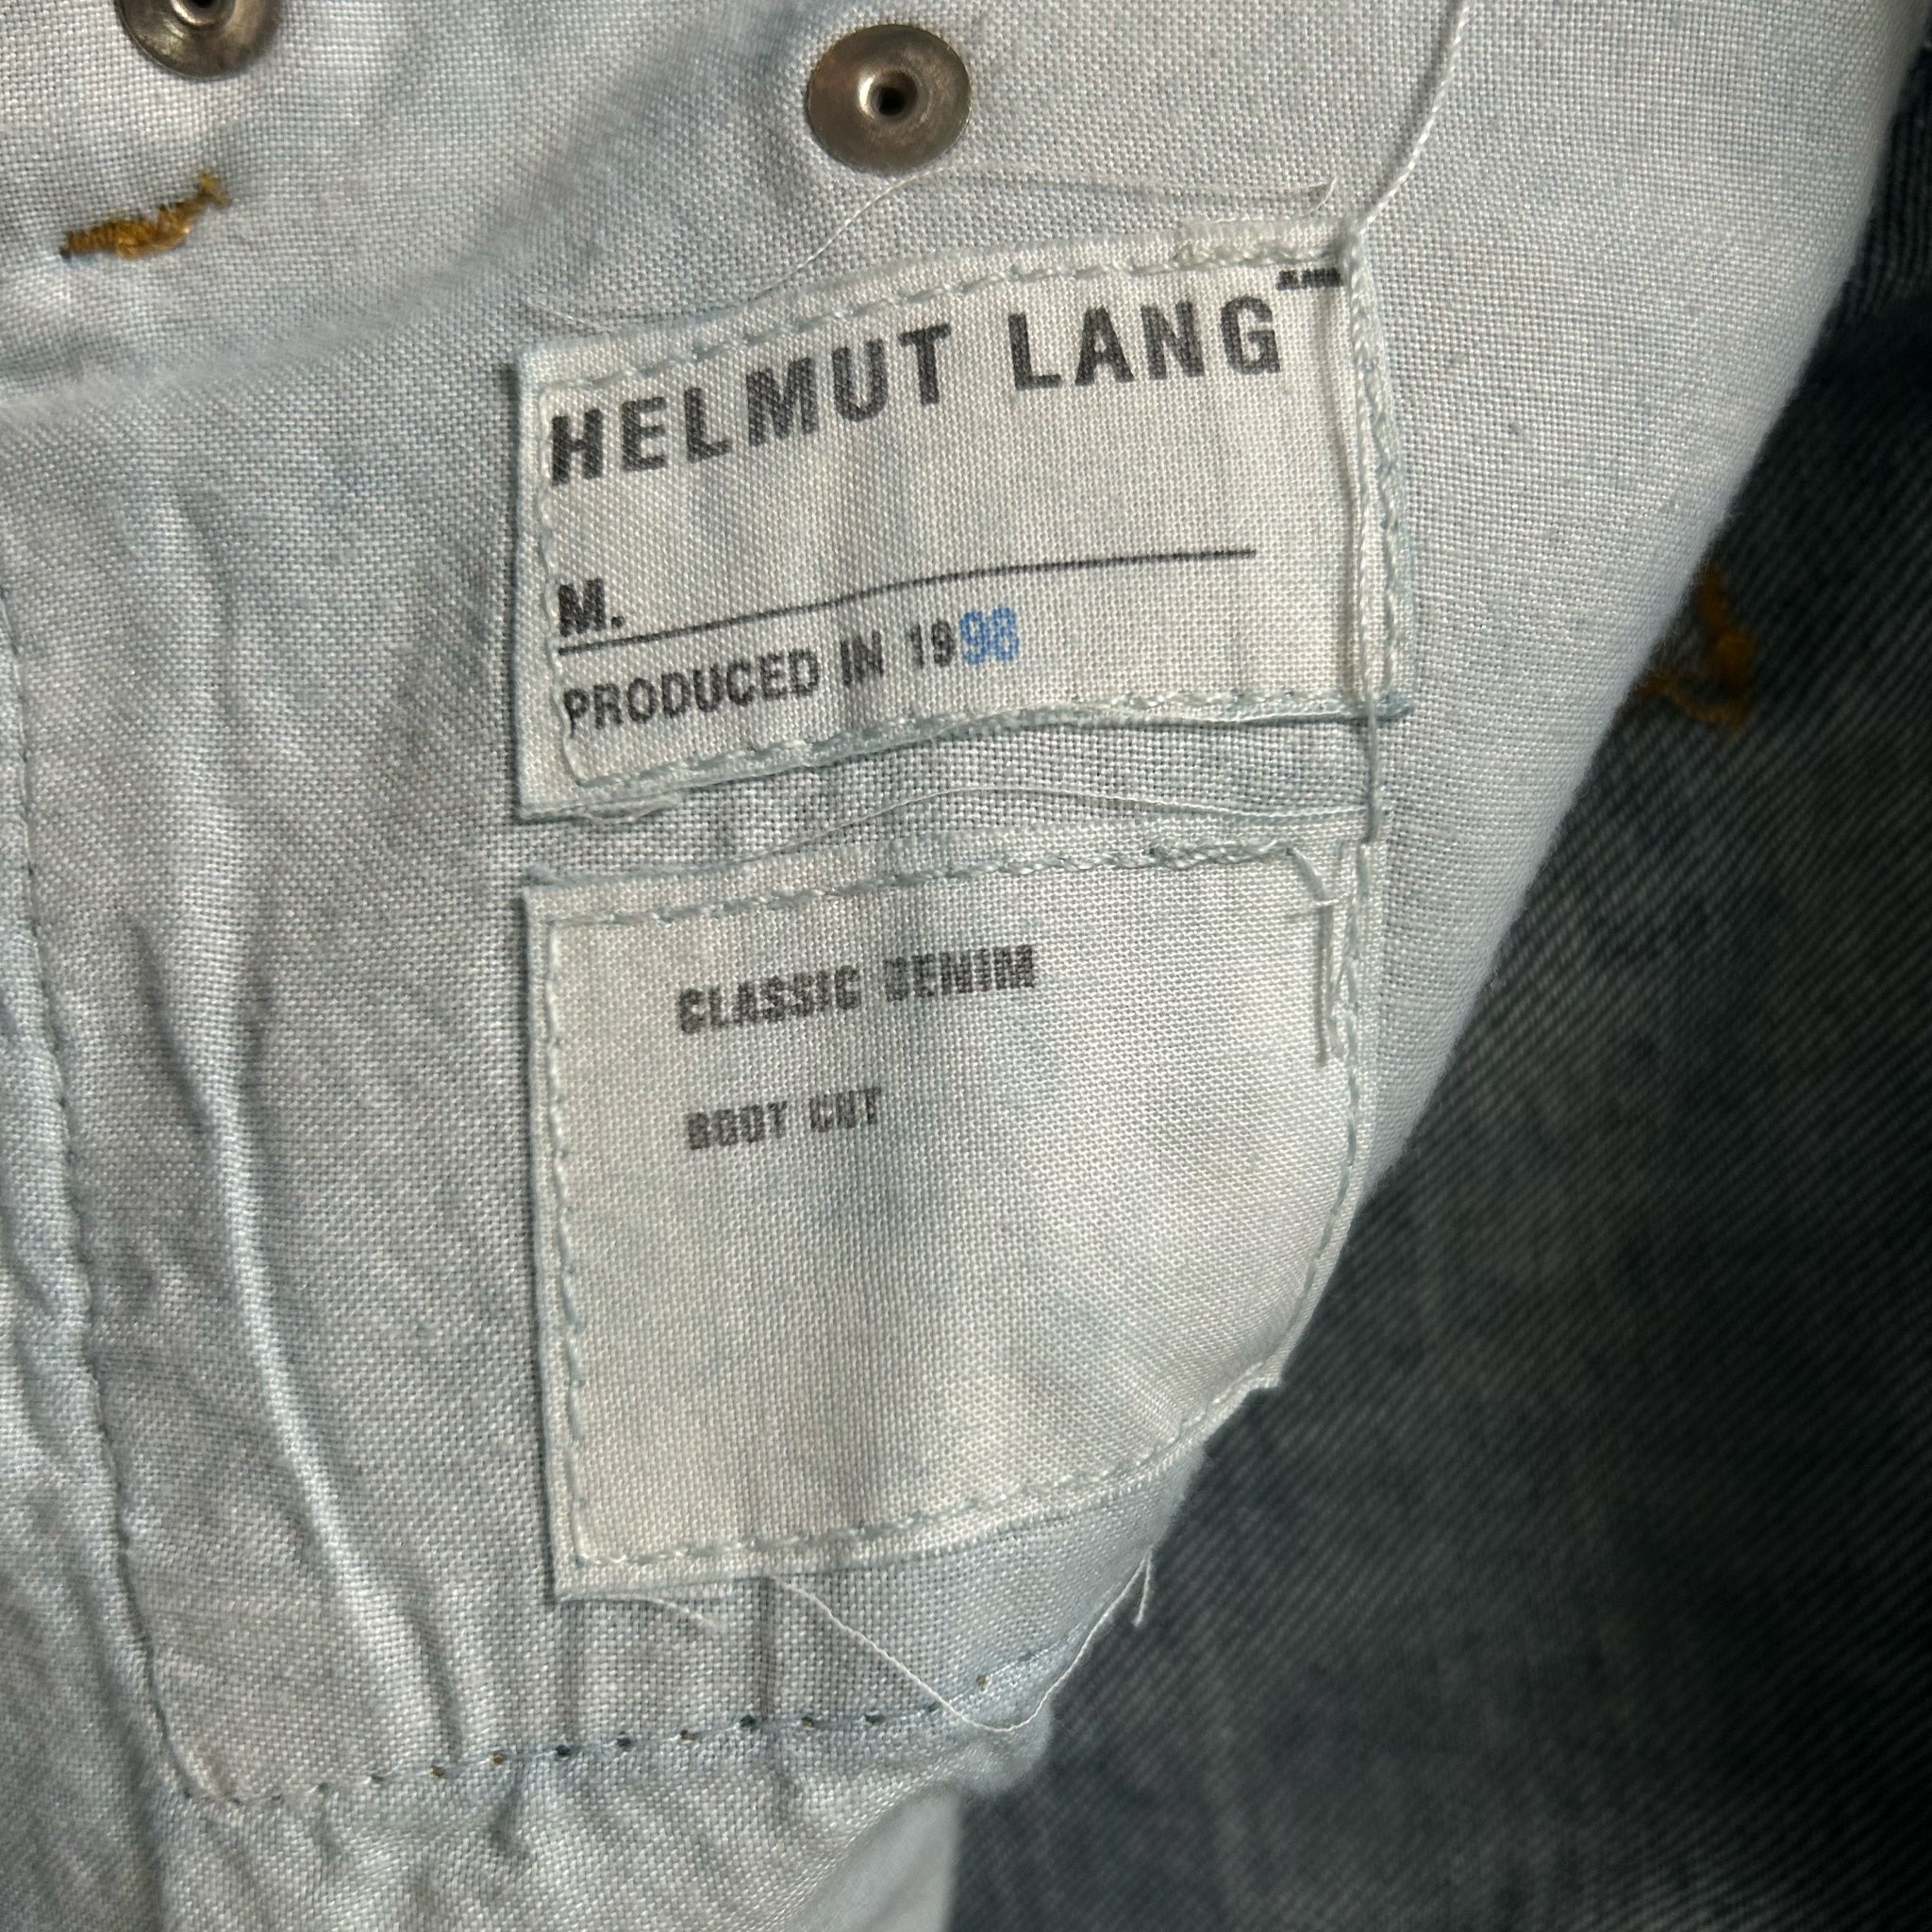 HELMUT LANG
M.
PRODUCED IN 1998
CLASSIC DENIM
BODY CUT